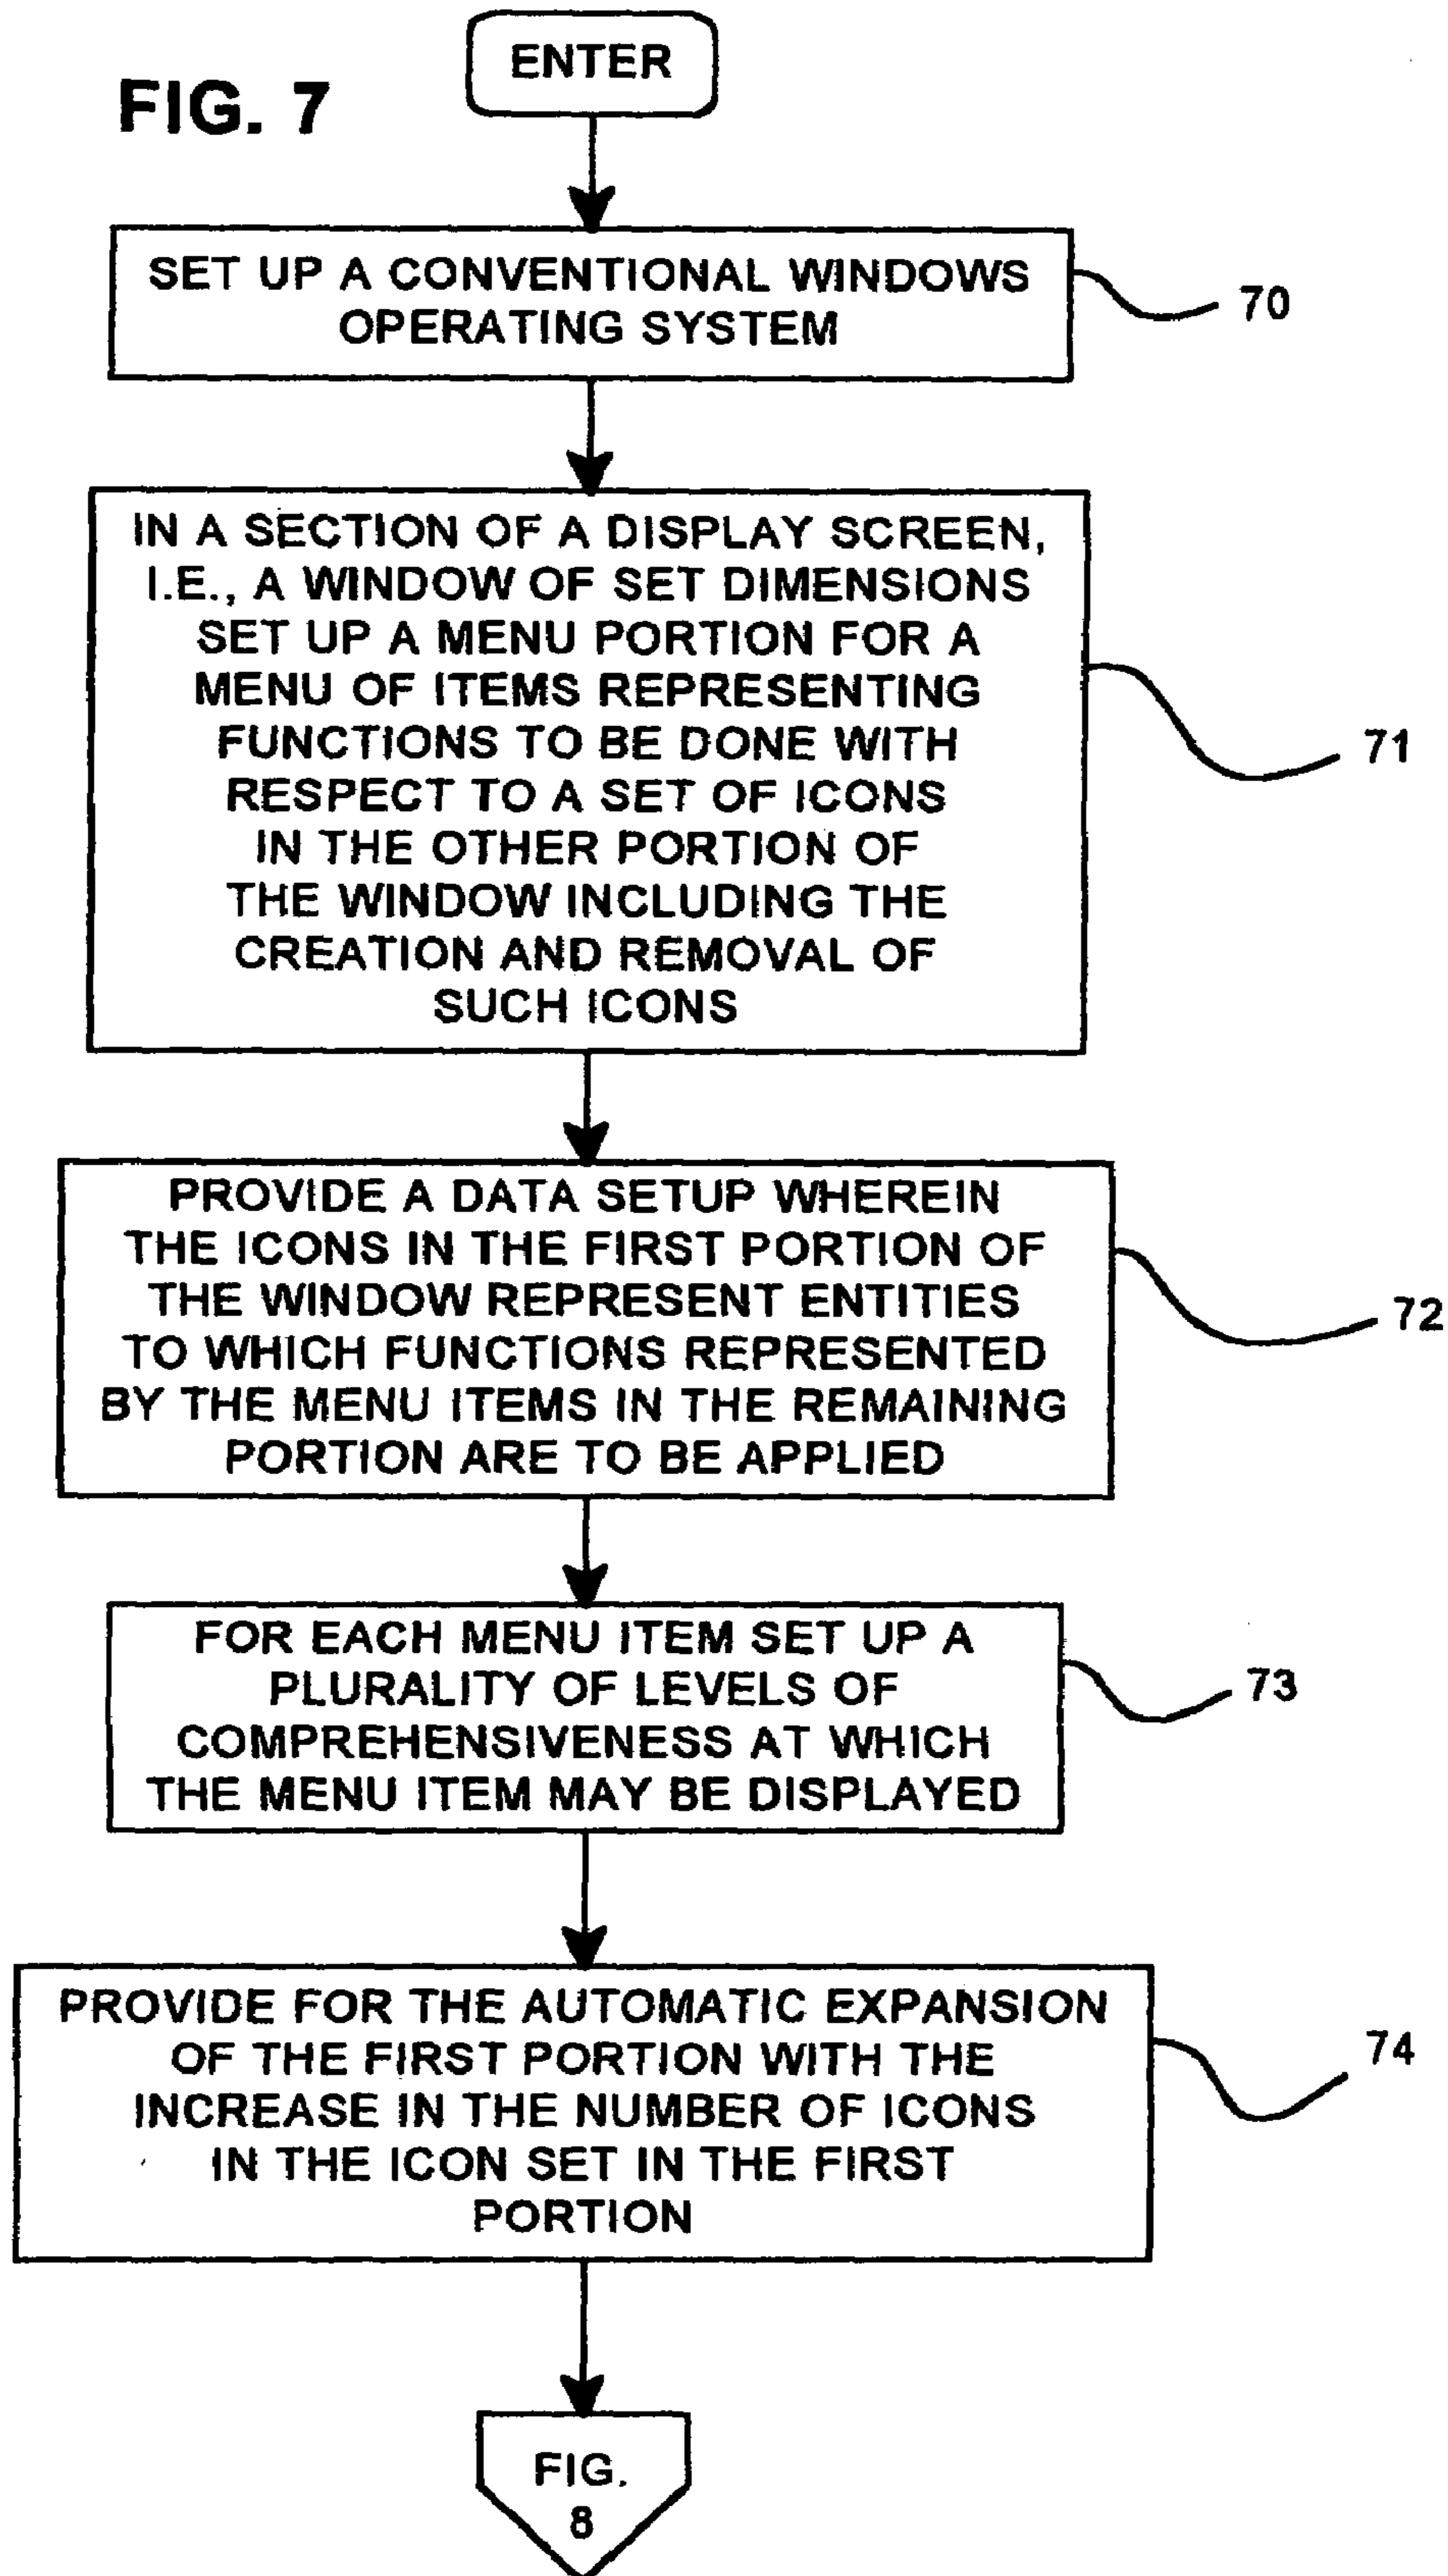 FIG. 7
ENTER
SET UP A CONVENTIONAL WINDOWS
OPERATING SYSTEM
70
IN A SECTION OF A DISPLAY SCREEN,
I.E., A WINDOW OF SET DIMENSIONS
SET UP A MENU PORTION FOR A
MENU OF ITEMS REPRESENTING
FUNCTIONS TO BE DONE WITH
RESPECT TO A SET OF ICONS
IN THE OTHER PORTION OF
THE WINDOW INCLUDING THE
CREATION AND REMOVAL OF
SUCH ICONS
71
PROVIDE A DATA SETUP WHEREIN
THE ICONS IN THE FIRST PORTION OF
THE WINDOW REPRESENT ENTITIES
TO WHICH FUNCTIONS REPRESENTED
BY THE MENU ITEMS IN THE REMAINING
PORTION ARE TO BE APPLIED
72
FOR EACH MENU ITEM SET UP A
PLURALITY OF LEVELS OF
COMPREHENSIVENESS AT WHICH
THE MENU ITEM MAY BE DISPLAYED
73
PROVIDE FOR THE AUTOMATIC EXPANSION
OF THE FIRST PORTION WITH THE
INCREASE IN THE NUMBER OF ICONS
IN THE ICON SET IN THE FIRST
PORTION
74
FIG.
8